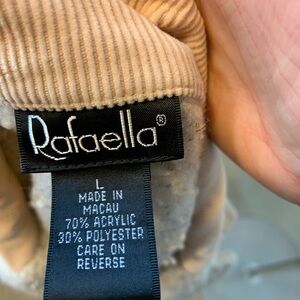 Rafaella®
L
MADE IN
MACAU
70% ACRYLIC
30% POLYESTER
CARE ON
REVERSE